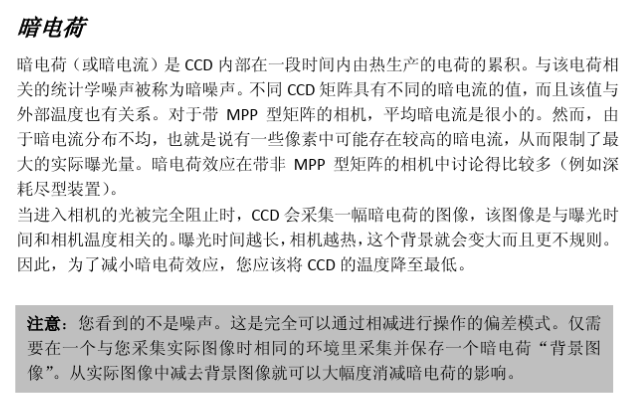 暗电荷
暗电荷（或暗电流）是 CCD 内部在一段时间内由热生产的电荷的累积。与该电荷相
关的统计学噪声被称为暗噪声。不同 CCD 矩阵具有不同的暗电流的值，而且该值与
外部温度也有关系。对于带 MPP 型矩阵的相机，平均暗电流是很小的。然而，由
于暗电流分布不均，也就是说有一些像素中可能存在较高的暗电流，从而限制了最
大的实际曝光量。暗电荷效应在带非 MPP 型矩阵的相机中讨论得比较多（例如深
耗尽型装置）。
当进入相机的光被完全阻止时，CCD 会采集一幅暗电荷的图像，该图像是与曝光时
间和相机温度相关的。曝光时间越长，相机越热，这个背景就会变大而且更不规则。
因此，为了减小暗电荷效应，您应该将 CCD 的温度降至最低。
注意：您看到的不是噪声。这是完全可以通过相减进行操作的偏差模式。仅需
要在一个与您采集实际图像时相同的环境里采集并保存一个暗电荷“背景图
像”。从实际图像中减去背景图像就可以大幅度消减暗电荷的影响。